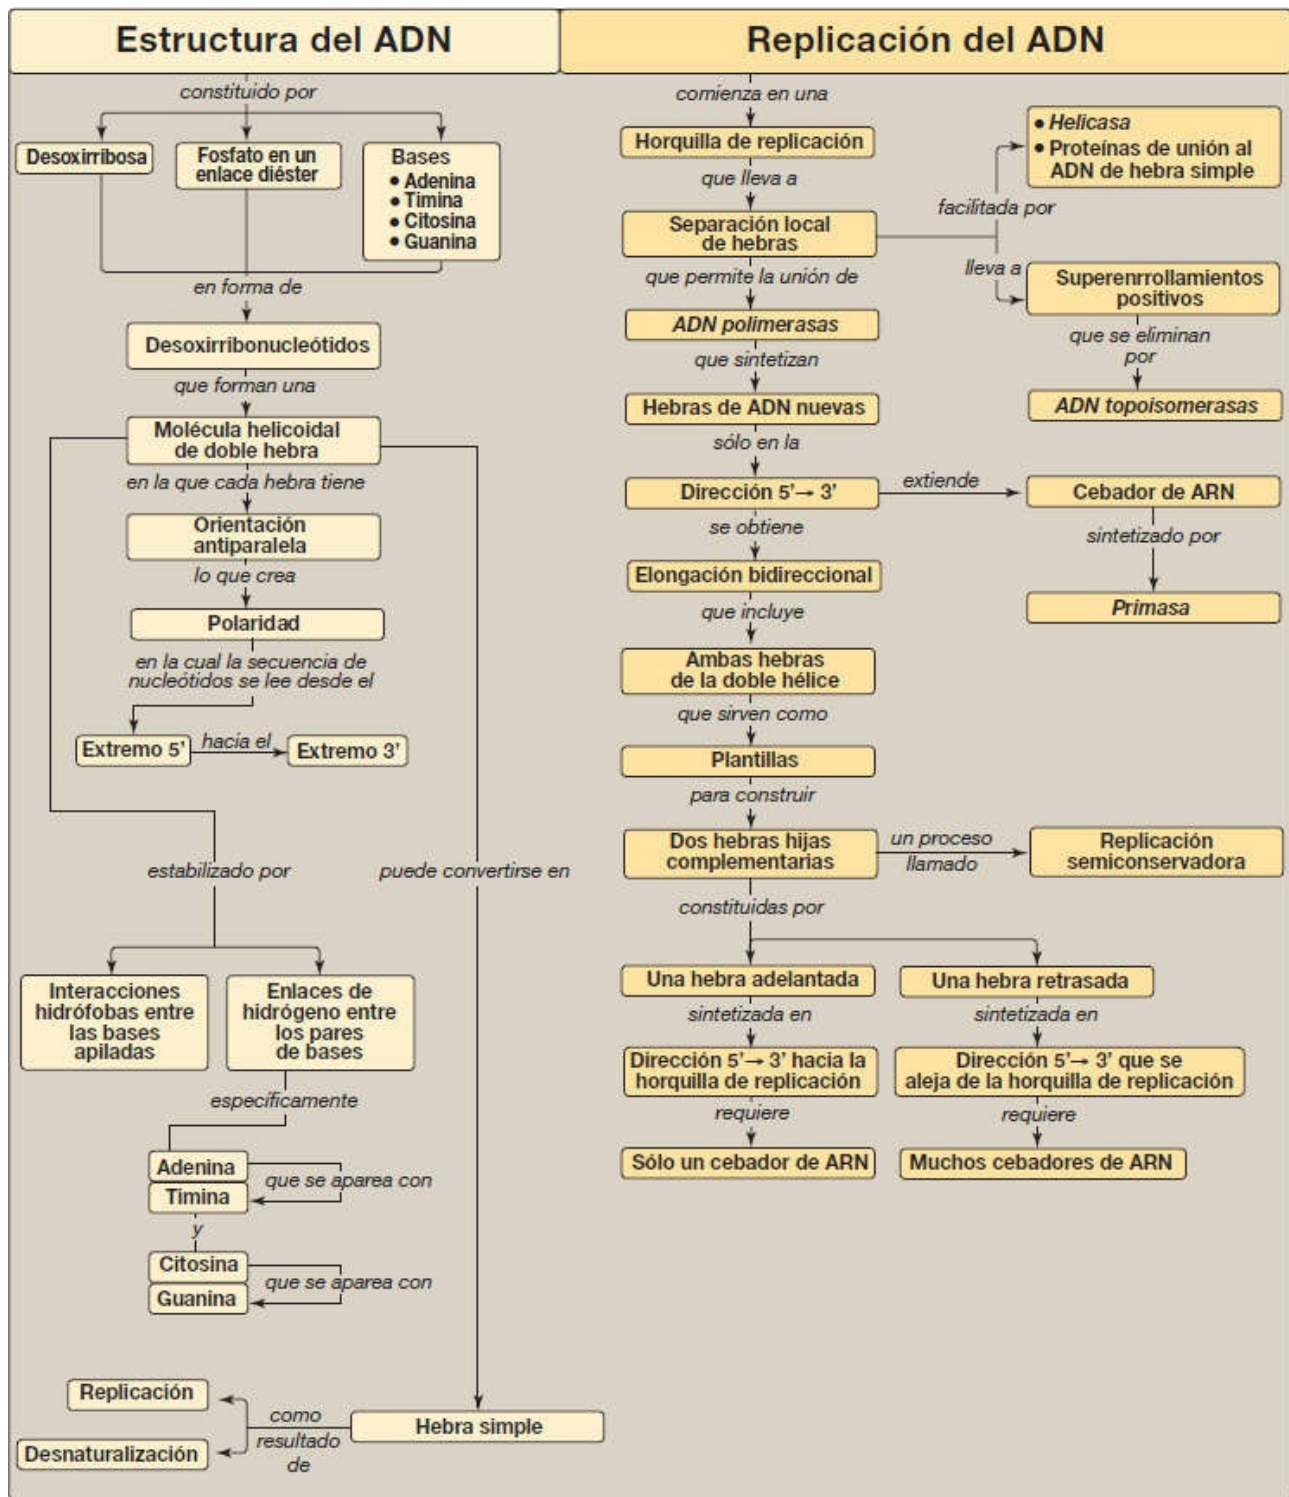 Estructura del ADN
constituido por
Desoxirribosa
Fosfato en un
enlace diéster
Bases
• Adenina
• Timina
• Citosina
• Guanina
en forma de
Desoxirribonucleótidos
que forman una
Molécula helicoidal
de doble hebra
en la que cada hebra tiene
Orientación
antiparalela
lo que crea
Polaridad
en la cual la secuencia de
nucleótidos se lee desde el
Extremo 5’
hacia el
Extremo 3’
estabilizado por
puede convertirse en
Interacciones
hidrófobas entre
las bases
apiladas
Enlaces de
hidrógeno entre
los pares
de bases
específicamente
Adenina
que se aparea con
Timina
y
Citosina
que se aparea con
Guanina
Hebra simple
como
resultado
de
Replicación
Desnaturalización
Replicación del ADN
comienza en una
Horquilla de replicación
que lleva a
Separación local
de hebras
facilitada por
• Helicasa
• Proteínas de unión al
ADN de hebra simple
lleva a
Superenrrollamientos
positivos
que se eliminan
por
ADN topoisomerasas
que permite la unión de
ADN polimerasas
que sintetizan
Hebras de ADN nuevas
sólo en la
Dirección 5’→ 3’
extiende
Cebador de ARN
sintetizado por
Primasa
se obtiene
Elongación bidireccional
que incluye
Ambas hebras
de la doble hélice
que sirven como
Plantillas
para construir
Dos hebras hijas
complementarias
un proceso
llamado
Replicación
semiconservadora
constituidas por
Una hebra adelantada
sintetizada en
Dirección 5’→ 3’ hacia la
horquilla de replicación
requiere
Sólo un cebador de ARN
Una hebra retrasada
sintetizada en
Dirección 5’→ 3’ que se
aleja de la horquilla de replicación
requiere
Muchos cebadores de ARN